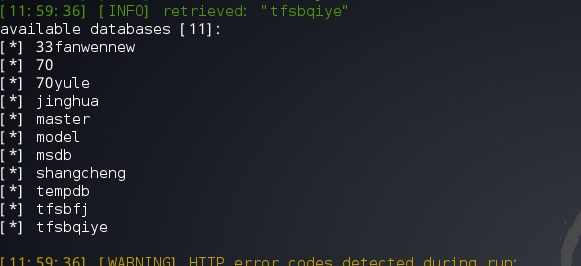 [11:59:36] [INFO] retrieved: "tfsbqiye"
available databases [11]:
[*] 33fanwennew
[*] 70
[*] 70yule
[*] jinghua
[*] master
[*] model
[*] msdb
[*] shangcheng
[*] tempdb
[*] tfsbfj
[*] tfsbqiye
[11:59:36] [WARNING] HTTP error codes detected during run: